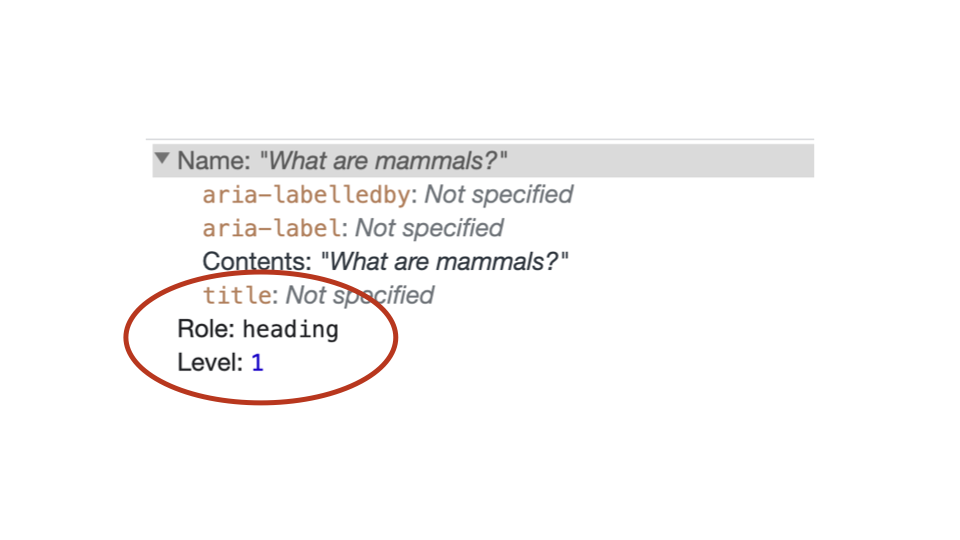 Name: "What are mammals?"
aria-labelledby: Not specified
aria-label: Not specified
Contents: "What are mammals?"
title: Not specified
Role: heading
Level: 1